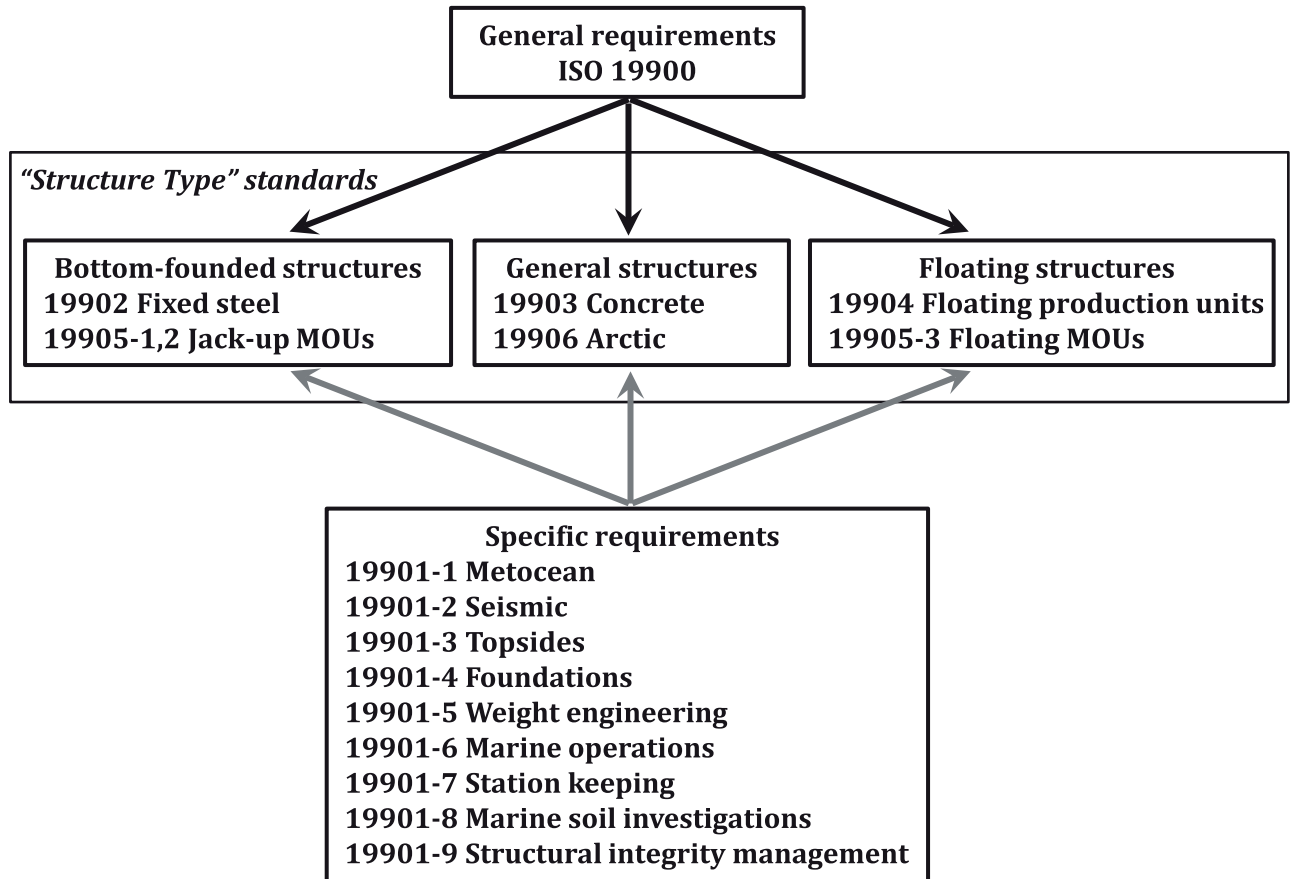 General requirements
ISO 19900
“Structure Type” standards
Bottom-founded structures
19902 Fixed steel
19905-1,2 Jack-up MOUs
General structures
19903 Concrete
19906 Arctic
Floating structures
19904 Floating production units
19905-3 Floating MOUs
Specific requirements
19901-1 Metocean
19901-2 Seismic
19901-3 Topsides
19901-4 Foundations
19901-5 Weight engineering
19901-6 Marine operations
19901-7 Station keeping
19901-8 Marine soil investigations
19901-9 Structural integrity management